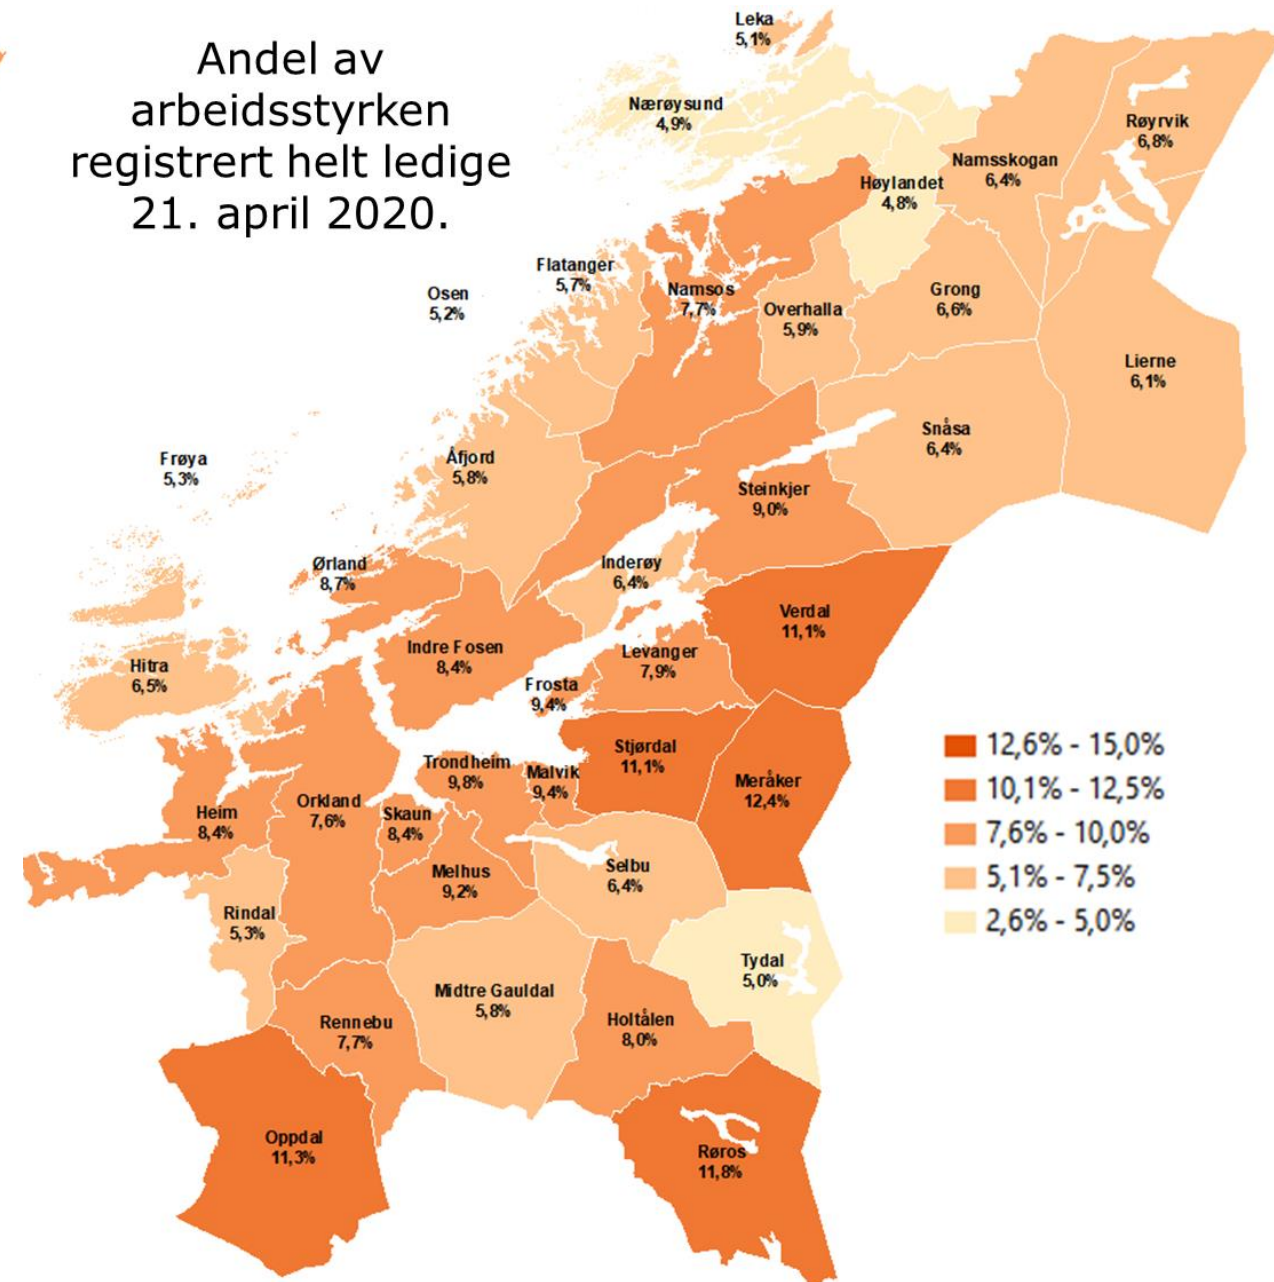 Andel av
arbeidsstyrken
registrert helt ledige
21. april 2020.
Leka
5,1%
Nærøysund
4,9%
Røyrvik
6,8%
Namsskogan
6,4%
Høylandet
4,8%
Flatanger
5,7%
Osen
5,2%
Namsos
7,7%
Overhalla
5,9%
Grong
6,6%
Lierne
6,1%
Snåsa
6,4%
Frøya
5,3%
Åfjord
5,8%
Steinkjer
9,0%
Ørland
8,7%
Inderøy
6,4%
Verdal
11,1%
Indre Fosen
8,4%
Levanger
7,9%
Hitra
6,5%
Frosta
9,4%
Stjørdal
11,1%
Meråker
12,4%
Trondheim
9,8%
Malvik
9,4%
Orkland
7,6%
Skaun
8,4%
Heim
8,4%
Melhus
9,2%
Selbu
6,4%
Rindal
5,3%
Tydal
5,0%
Midtre Gauldal
5,8%
Rennebu
7,7%
Holtålen
8,0%
Oppdal
11,3%
Røros
11,8%
12,6% - 15,0%
10,1% - 12,5%
7,6% - 10,0%
5,1% - 7,5%
2,6% - 5,0%